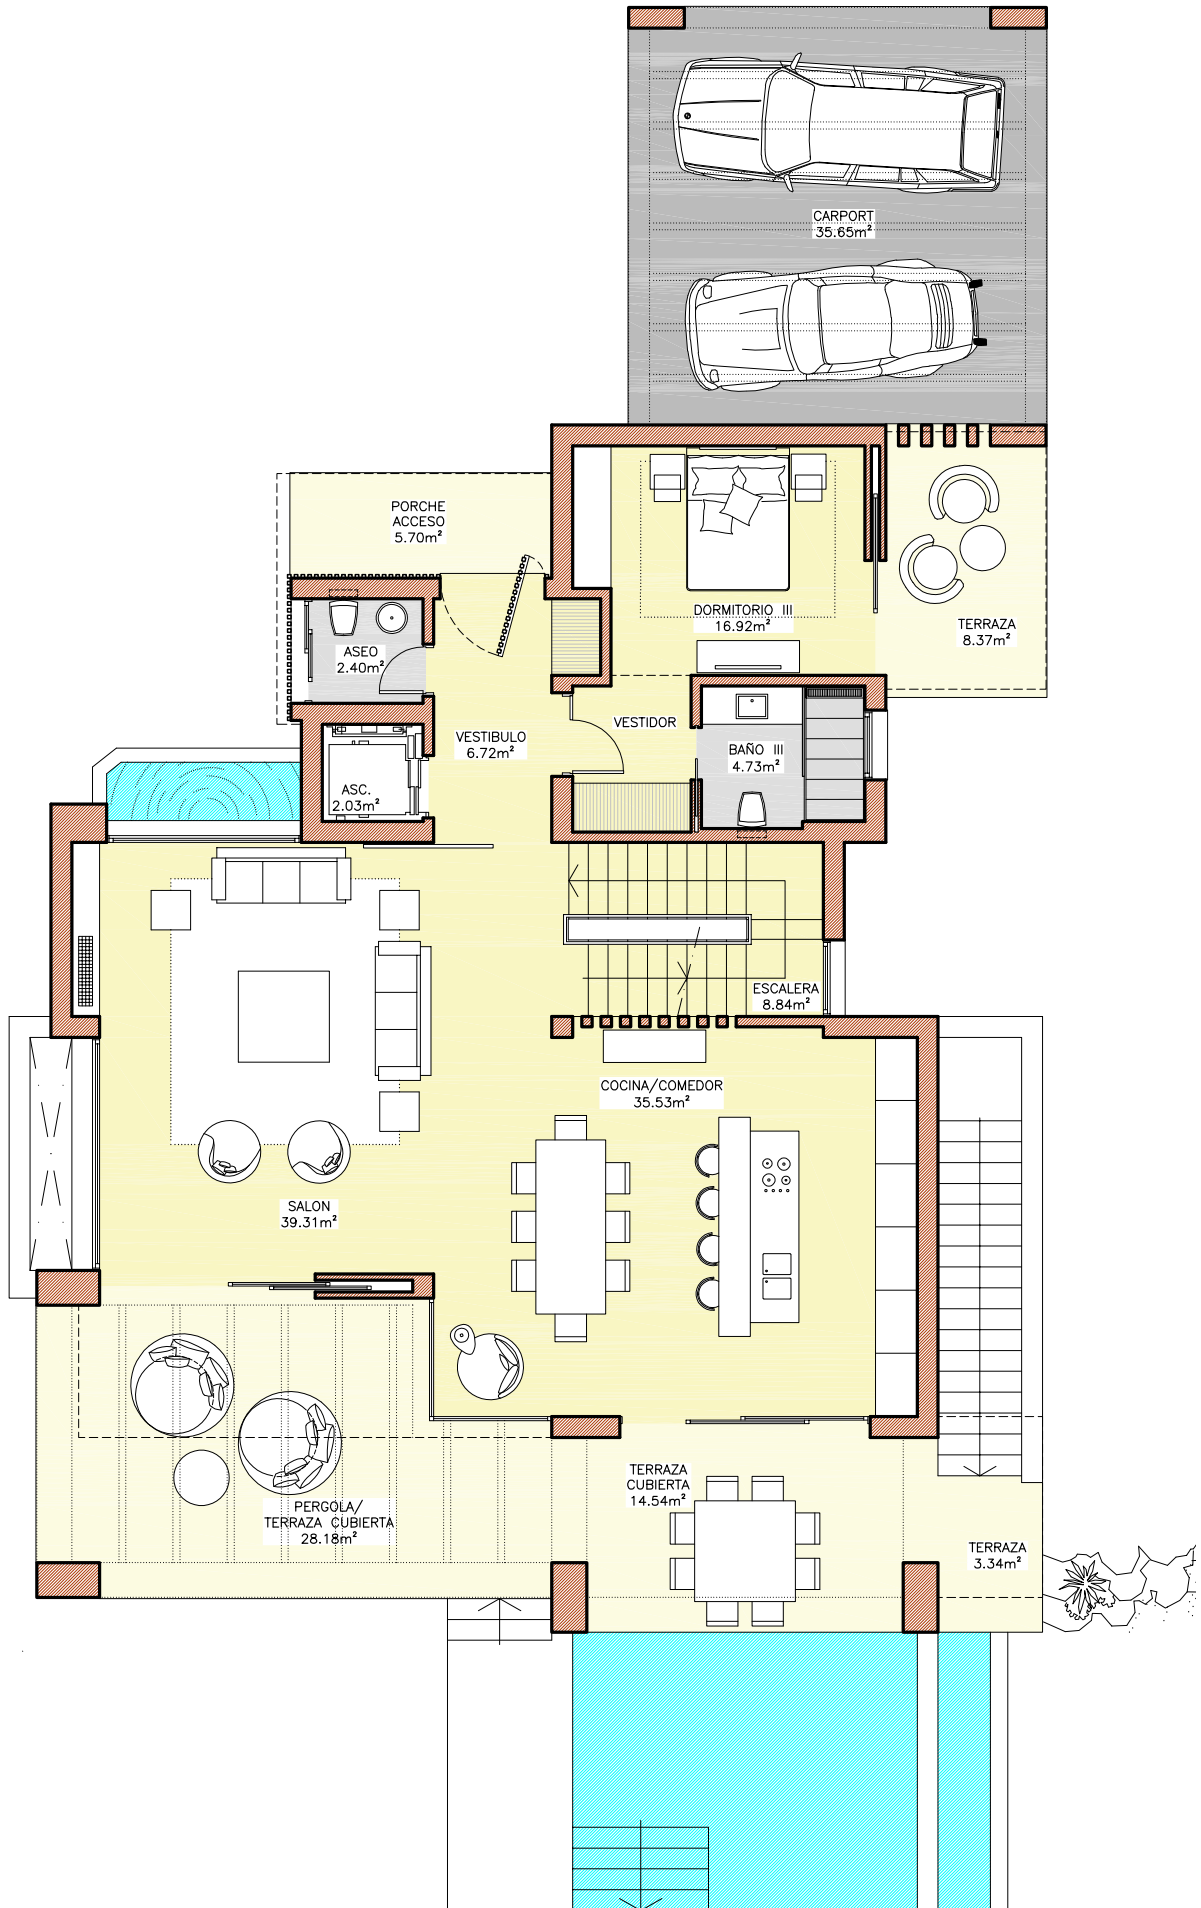 CARPORT
35.65m²
PORCHE
ACCESO
5.70m²
DORMITORIO III
16.92m²
TERRAZA
8.37m²
ASEO
2.40m²
VESTIBULO
6.72m²
VESTIDOR
BAÑO III
4.73m²
ASC.
2.03m²
ESCALERA
8.84m²
COCINA/COMEDOR
35.53m²
SALON
39.31m²
TERRAZA
CUBIERTA
14.54m²
PERGOLA/
TERRAZA CUBIERTA
28.18m²
TERRAZA
3.34m²